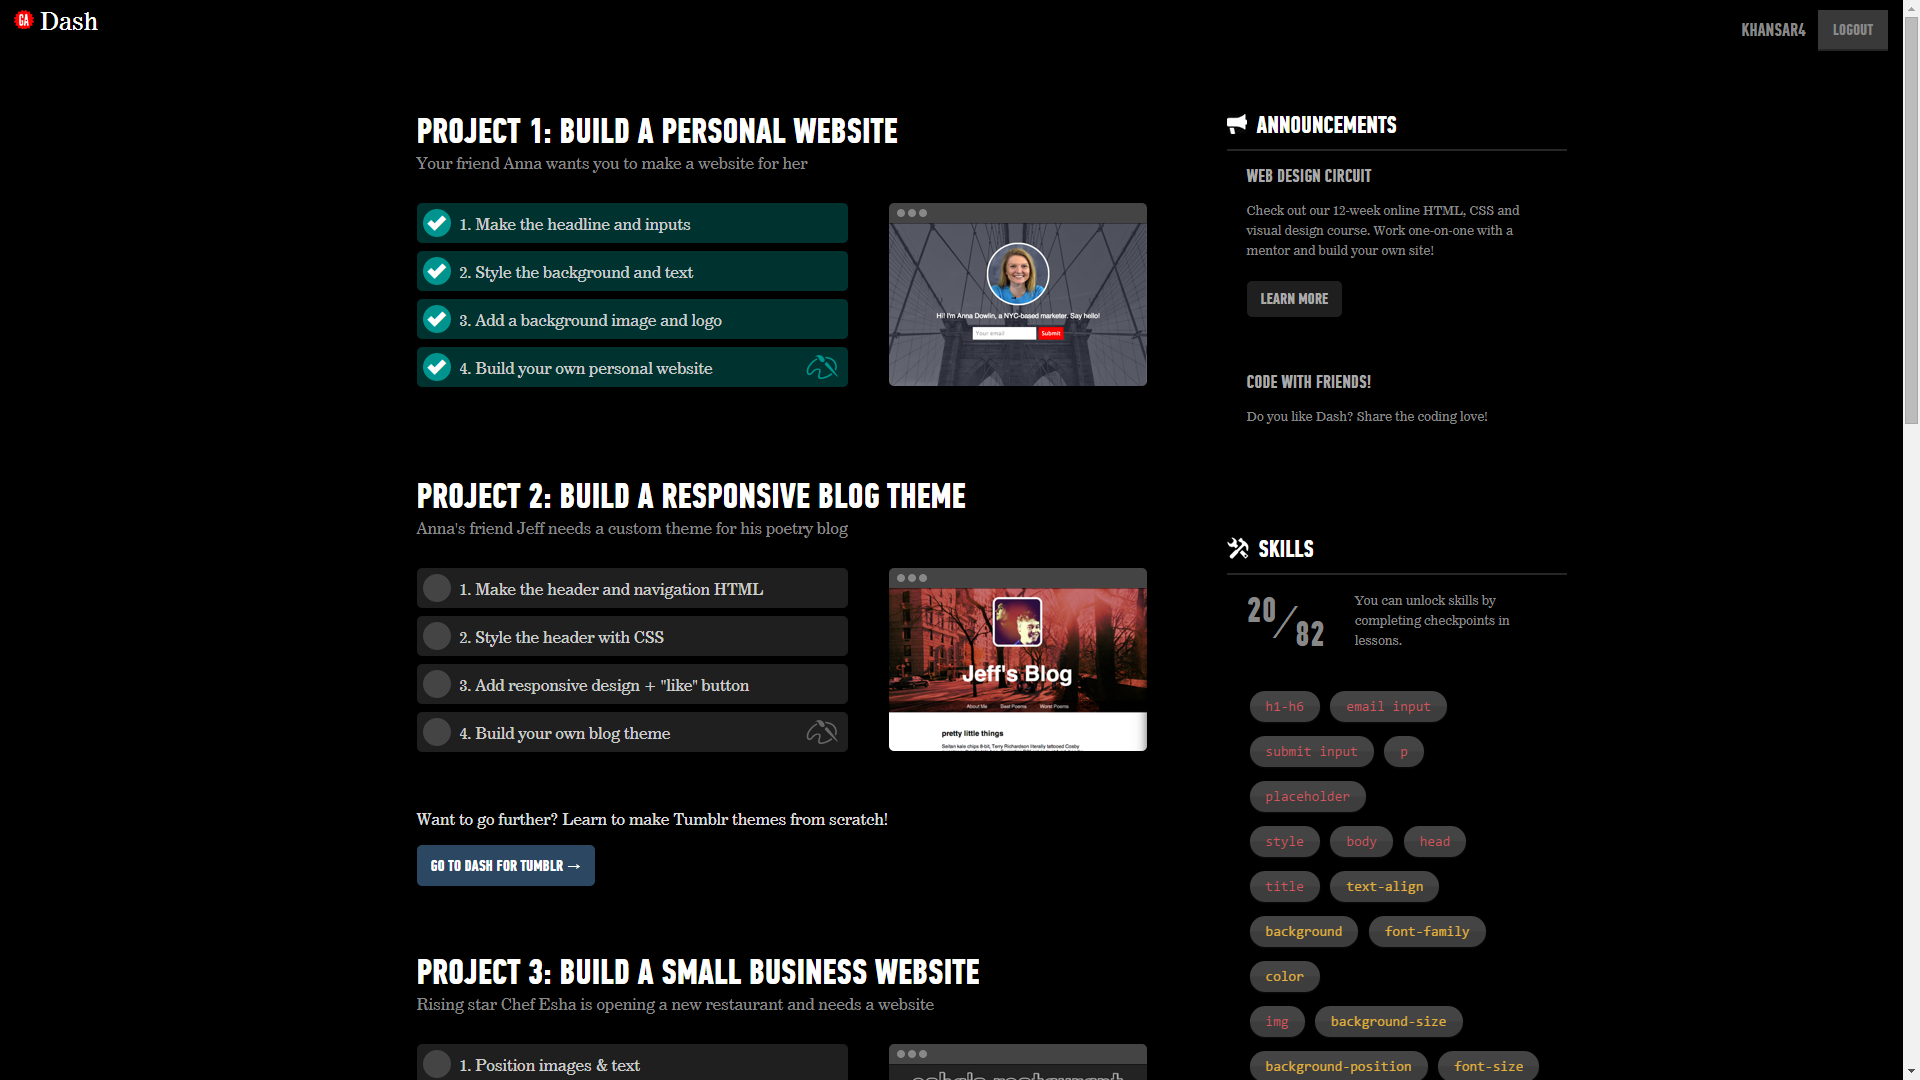 GA Dash
KHANSAR4
LOGOUT
PROJECT 1: BUILD A PERSONAL WEBSITE
Your friend Anna wants you to make a website for her
1. Make the headline and inputs
2. Style the background and text
3. Add a background image and logo
4. Build your own personal website
Hi! I'm Anna Dowlin, a NYC-based marketer. Say hello!
Your email
Submit
PROJECT 2: BUILD A RESPONSIVE BLOG THEME
Anna's friend Jeff needs a custom theme for his poetry blog
1. Make the header and navigation HTML
2. Style the header with CSS
3. Add responsive design + "like" button
4. Build your own blog theme
Jeff's Blog
About Me Best Poems Worst Poems
pretty little things
Seitan kale chips 8-bit, Terry Richardson literally tattooed Cosby
Want to go further? Learn to make Tumblr themes from scratch!
GO TO DASH FOR TUMBLR →
PROJECT 3: BUILD A SMALL BUSINESS WEBSITE
Rising star Chef Esha is opening a new restaurant and needs a website
1. Position images & text
esha's restaurant
ANNOUNCEMENTS
WEB DESIGN CIRCUIT
Check out our 12-week online HTML, CSS and
visual design course. Work one-on-one with a
mentor and build your own site!
LEARN MORE
CODE WITH FRIENDS!
Do you like Dash? Share the coding love!
SKILLS
20/82
You can unlock skills by
completing checkpoints in
lessons.
h1-h6 email input
submit input p
placeholder
style body head
title text-align
background font-family
color
img background-size
background-position font-size